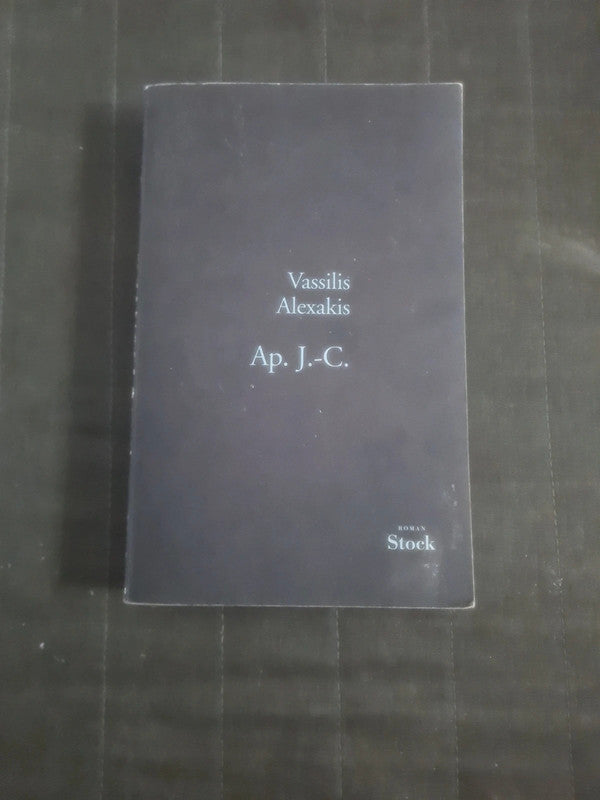 Vassilis
Alexakis
Ap. J.-C.
ROMAN
Stock